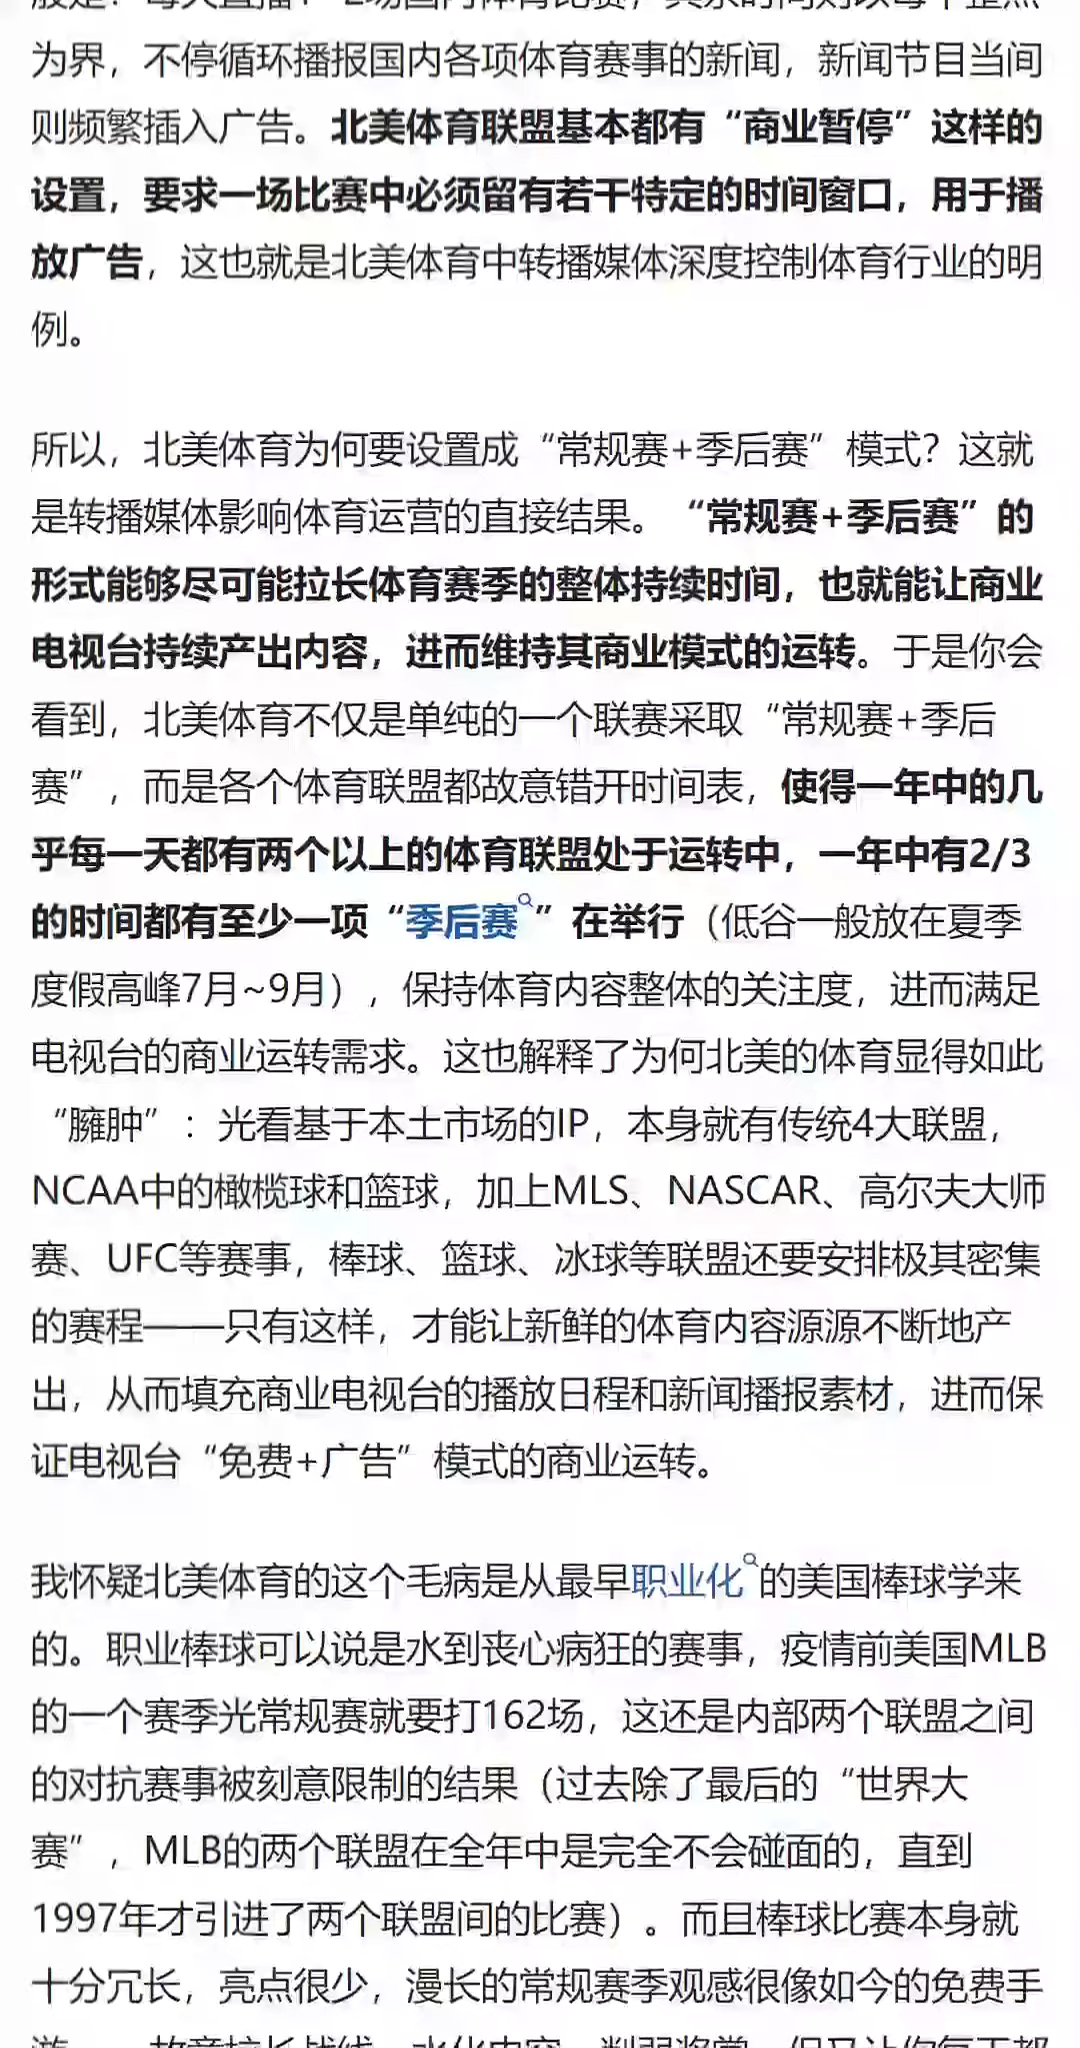 为界，不停循环播报国内各项体育赛事的新闻，新闻节目当间
则频繁插入广告。北美体育联盟基本都有“商业暂停”这样的
设置，要求一场比赛中必须留有若干特定的时间窗口，用于播
放广告，这也就是北美体育中转播媒体深度控制体育行业的明
例。
所以，北美体育为何要设置成“常规赛+季后赛”模式？这就
是转播媒体影响体育运营的直接结果。“常规赛+季后赛”的
形式能够尽可能拉长体育赛季的整体持续时间，也就能让商业
电视台持续产出内容，进而维持其商业模式的运转。于是你会
看到，北美体育不仅是单纯的一个联赛采取“常规赛+季后
赛”，而是各个体育联盟都故意错开时间表，使得一年中的几
乎每一天都有两个以上的体育联盟处于运转中，一年中有2/3
的时间都有至少一项“季后赛”在举行（低谷一般放在夏季
度假高峰7月~9月），保持体育内容整体的关注度，进而满足
电视台的商业运转需求。这也解释了为何北美的体育显得如此
“臃肿”：光看基于本土市场的IP，本身就有传统4大联盟，
NCAA中的橄榄球和篮球，加上MLS、NASCAR、高尔夫大师
赛、UFC等赛事，棒球、篮球、冰球等联盟还要安排极其密集
的赛程——只有这样，才能让新鲜的体育内容源源不断地产
出，从而填充商业电视台的播放日程和新闻播报素材，进而保
证电视台“免费+广告”模式的商业运转。
我怀疑北美体育的这个毛病是从最早职业化的美国棒球学来
的。职业棒球可以说是水到丧心病狂的赛事，疫情前美国MLB
的一个赛季光常规赛就要打162场，这还是内部两个联盟之间
的对抗赛事被刻意限制的结果（过去除了最后的“世界大
赛”，MLB的两个联盟在全年中是完全不会碰面的，直到
1997年才引进了两个联盟间的比赛）。而且棒球比赛本身就
十分冗长，亮点很少，漫长的常规赛季观感很像如今的免费手